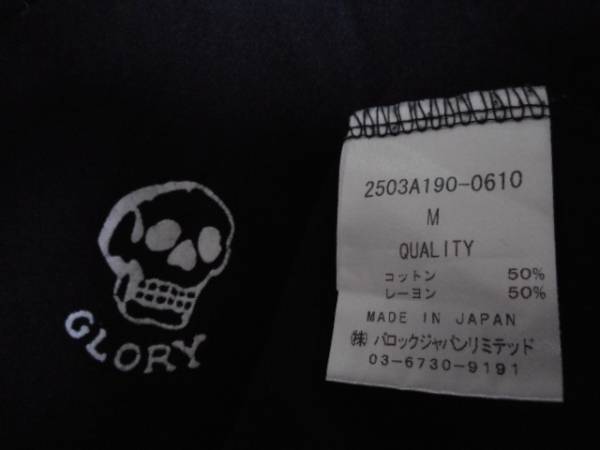 GLORY
2503A190-0610
M
QUALITY
コットン 50%
レーヨン 50%
MADE IN JAPAN
㈱バロックジャパンリミテッド
03-6730-9191